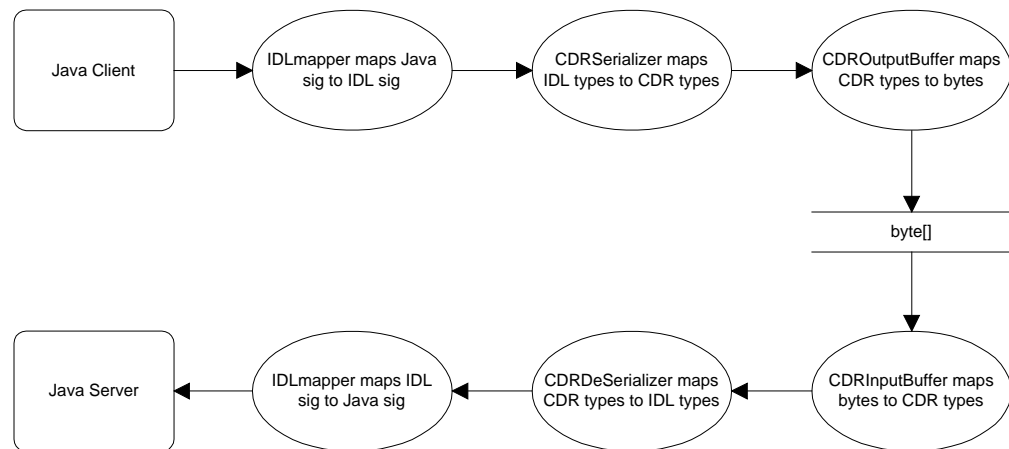 Java Client
IDLmapper maps Java
sig to IDL sig
CDRSerializer maps
IDL types to CDR types
CDROutputBuffer maps
CDR types to bytes
byte[]
Java Server
IDLmapper maps IDL
sig to Java sig
CDRDeSerializer maps
CDR types to IDL types
CDRInputBuffer maps
bytes to CDR types